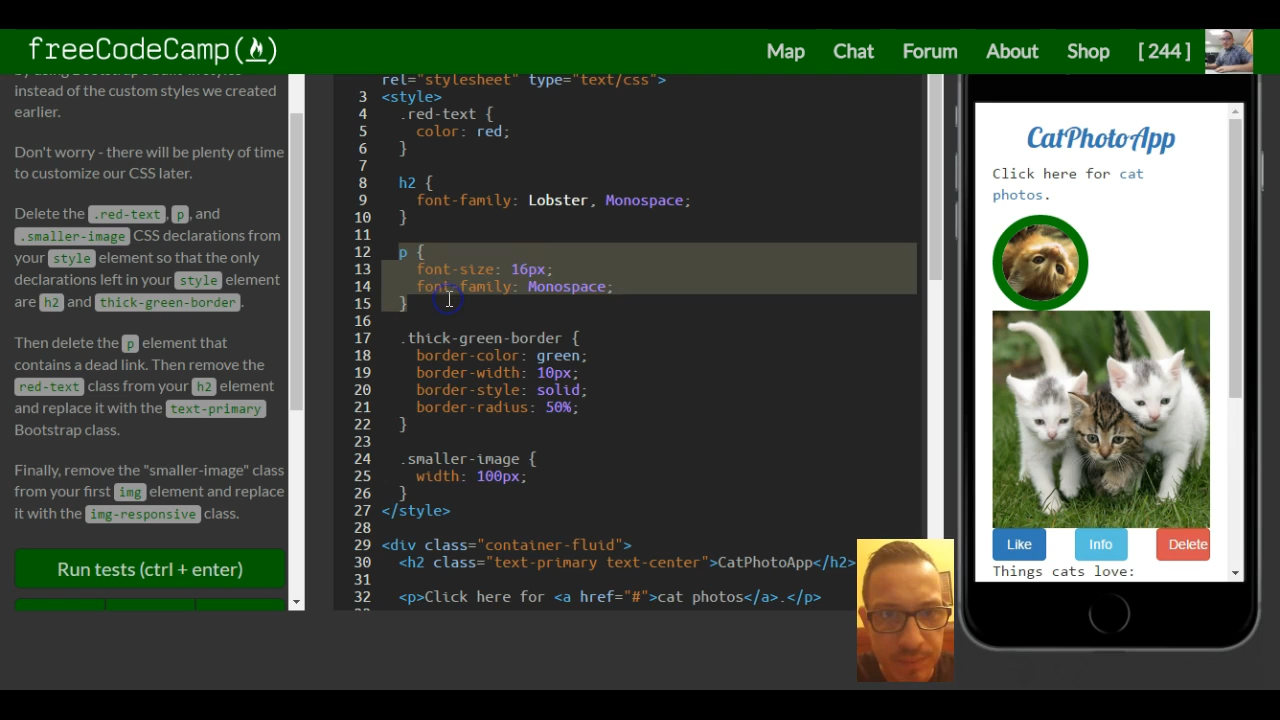 freeCodeCamp(🔥)
Map Chat Forum About Shop [ 244 ]
instead of the custom styles we created
earlier.
Don't worry - there will be plenty of time
to customize our CSS later.
Delete the .red-text, p, and
.smaller-image CSS declarations from
your style element so that the only
declarations left in your style element
are h2 and thick-green-border.
Then delete the p element that
contains a dead link. Then remove the
red-text class from your h2 element
and replace it with the text-primary
Bootstrap class.
Finally, remove the "smaller-image" class
from your first img element and replace
it with the img-responsive class.
Run tests (ctrl + enter)
rel="stylesheet" type="text/css">
3 <style>
4 .red-text {
5 color: red;
6 }
7
8 h2 {
9 font-family: Lobster, Monospace;
10 }
11
12 p {
13 font-size: 16px;
14 font-family: Monospace;
15 }
16
17 .thick-green-border {
18 border-color: green;
19 border-width: 10px;
20 border-style: solid;
21 border-radius: 50%;
22 }
23
24 .smaller-image {
25 width: 100px;
26 }
27 </style>
28
29 <div class="container-fluid">
30 <h2 class="text-primary text-center">CatPhotoApp</h2>
31
32 <p>Click here for <a href="#">cat photos</a>.</p>
CatPhotoApp
Click here for cat
photos.
Like Info Delete
Things cats love: